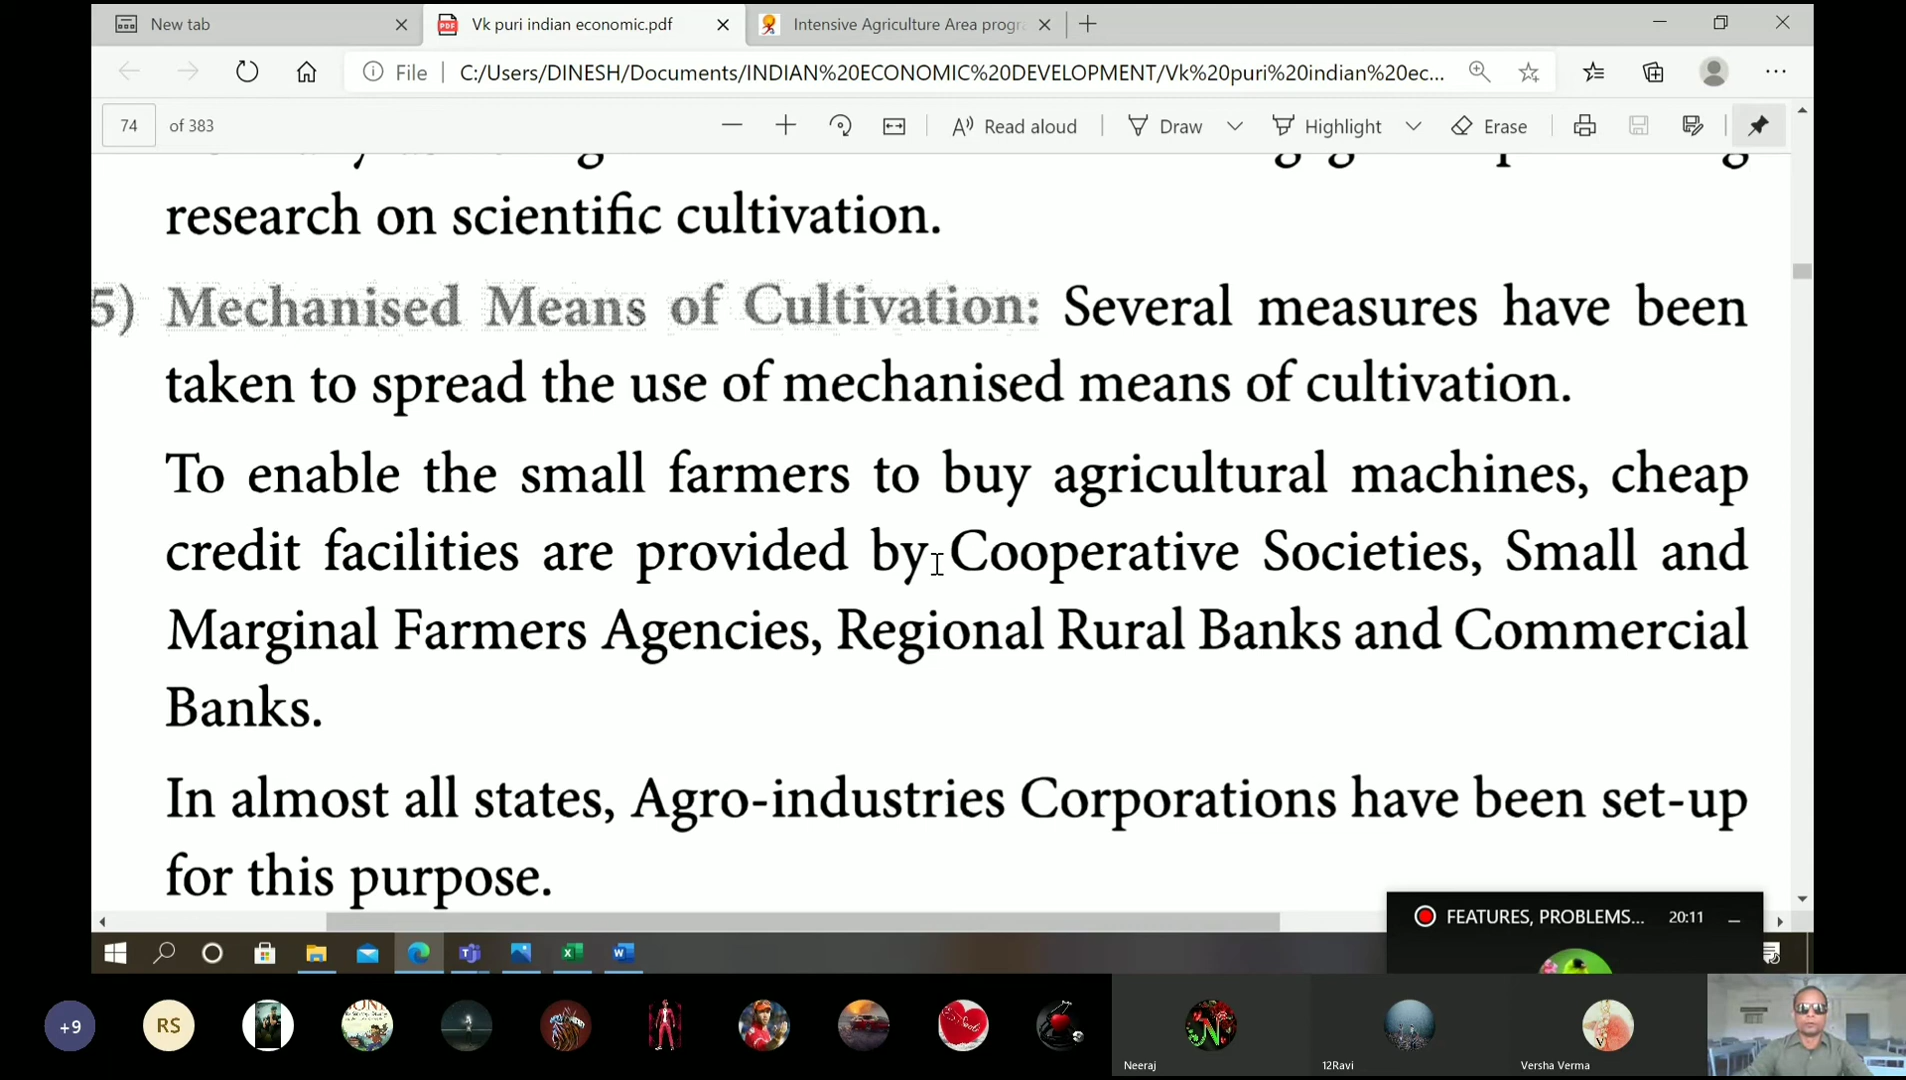 New tab
Vk puri indian economic.pdf
Intensive Agriculture Area progr
File
C:/Users/DINESH/Documents/INDIAN%20ECONOMIC%20DEVELOPMENT/Vk%20puri%20indian%20ec...
74 of 383
Read aloud
Draw
Highlight
Erase
research on scientific cultivation.
5) Mechanised Means of Cultivation: Several measures have been
taken to spread the use of mechanised means of cultivation.
To enable the small farmers to buy agricultural machines, cheap
credit facilities are provided by Cooperative Societies, Small and
Marginal Farmers Agencies, Regional Rural Banks and Commercial
Banks.
In almost all states, Agro-industries Corporations have been set-up
for this purpose.
FEATURES, PROBLEMS... 20:11
+9
RS
Neeraj
12Ravi
Versha Verma